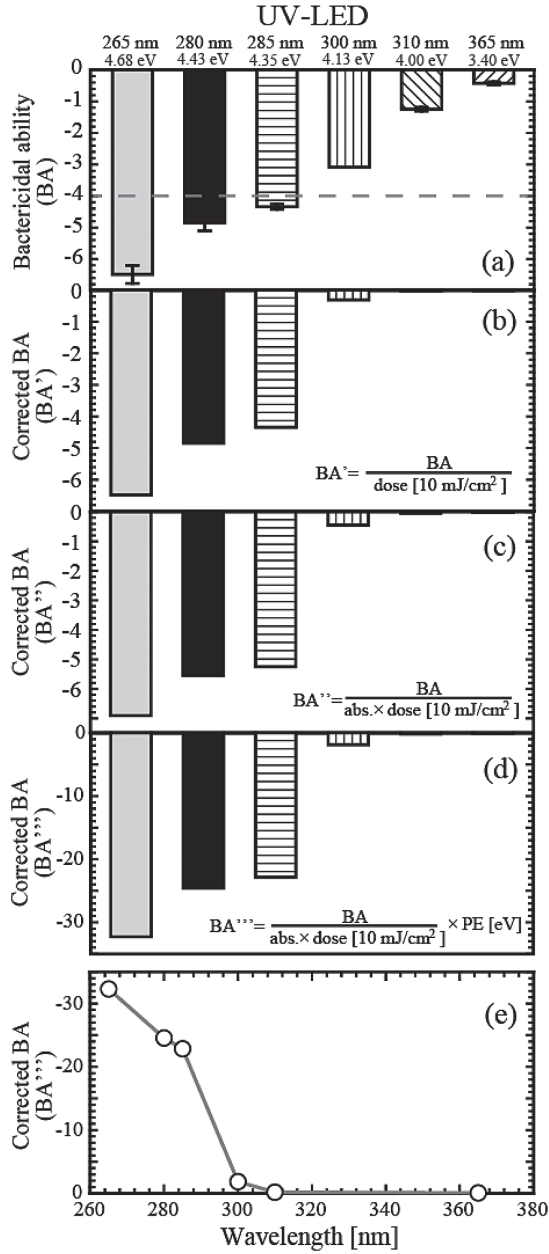 UV-LED
265 nm 280 nm 285 nm 300 nm 310 nm 365 nm
4.68 eV 4.43 eV 4.35 eV 4.13 eV 4.00 eV 3.40 eV
Bactericidal ability
(BA)
0
-1
-2
-3
-4
-5
-6
(a)
Corrected BA
(BA')
0
-1
-2
-3
-4
-5
-6
(b)
BA'= BA
dose [10 mJ/cm²]
Corrected BA
(BA'')
0
-1
-2
-3
-4
-5
-6
(c)
BA''= BA
abs.× dose [10 mJ/cm²]
Corrected BA
(BA''')
0
-10
-20
-30
(d)
BA'''= BA × PE [eV]
abs.× dose [10 mJ/cm²]
Corrected BA
(BA''')
-30
-20
-10
0
(e)
260 280 300 320 340 360 380
Wavelength [nm]